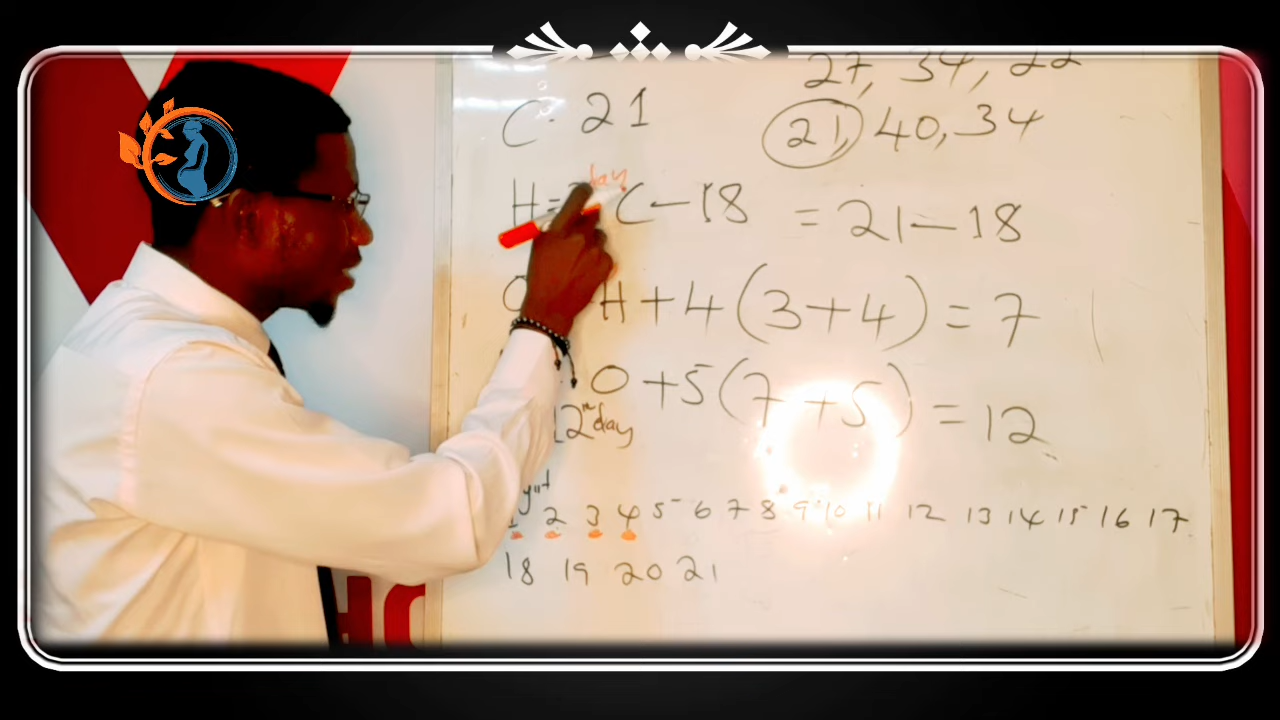 27, 34, 22
C. 21
21, 40, 34
day
H = C - 18 = 21 - 18
H + 4 (3 + 4) = 7
O + 5 (7 + 5) = 12
12 day
1 2 3 4 5 6 7 8 9 10 11 12 13 14 15 16 17
18 19 20 21